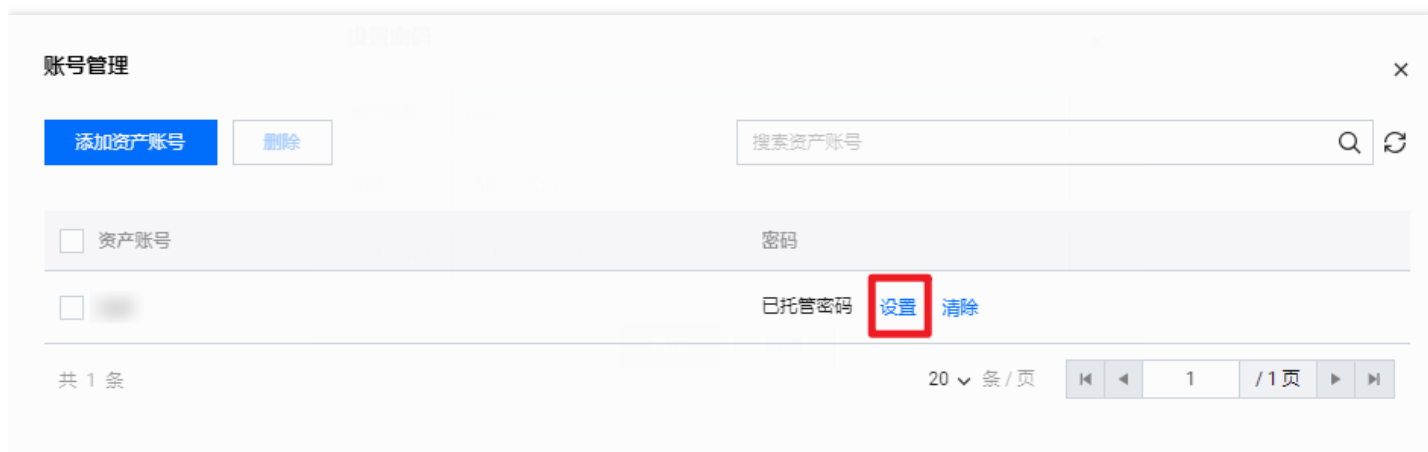 账号管理
添加资产账号 删除 搜索资产账号
资产账号 密码
已托管密码 设置 清除
共 1 条 20 条 / 页 1 / 1 页